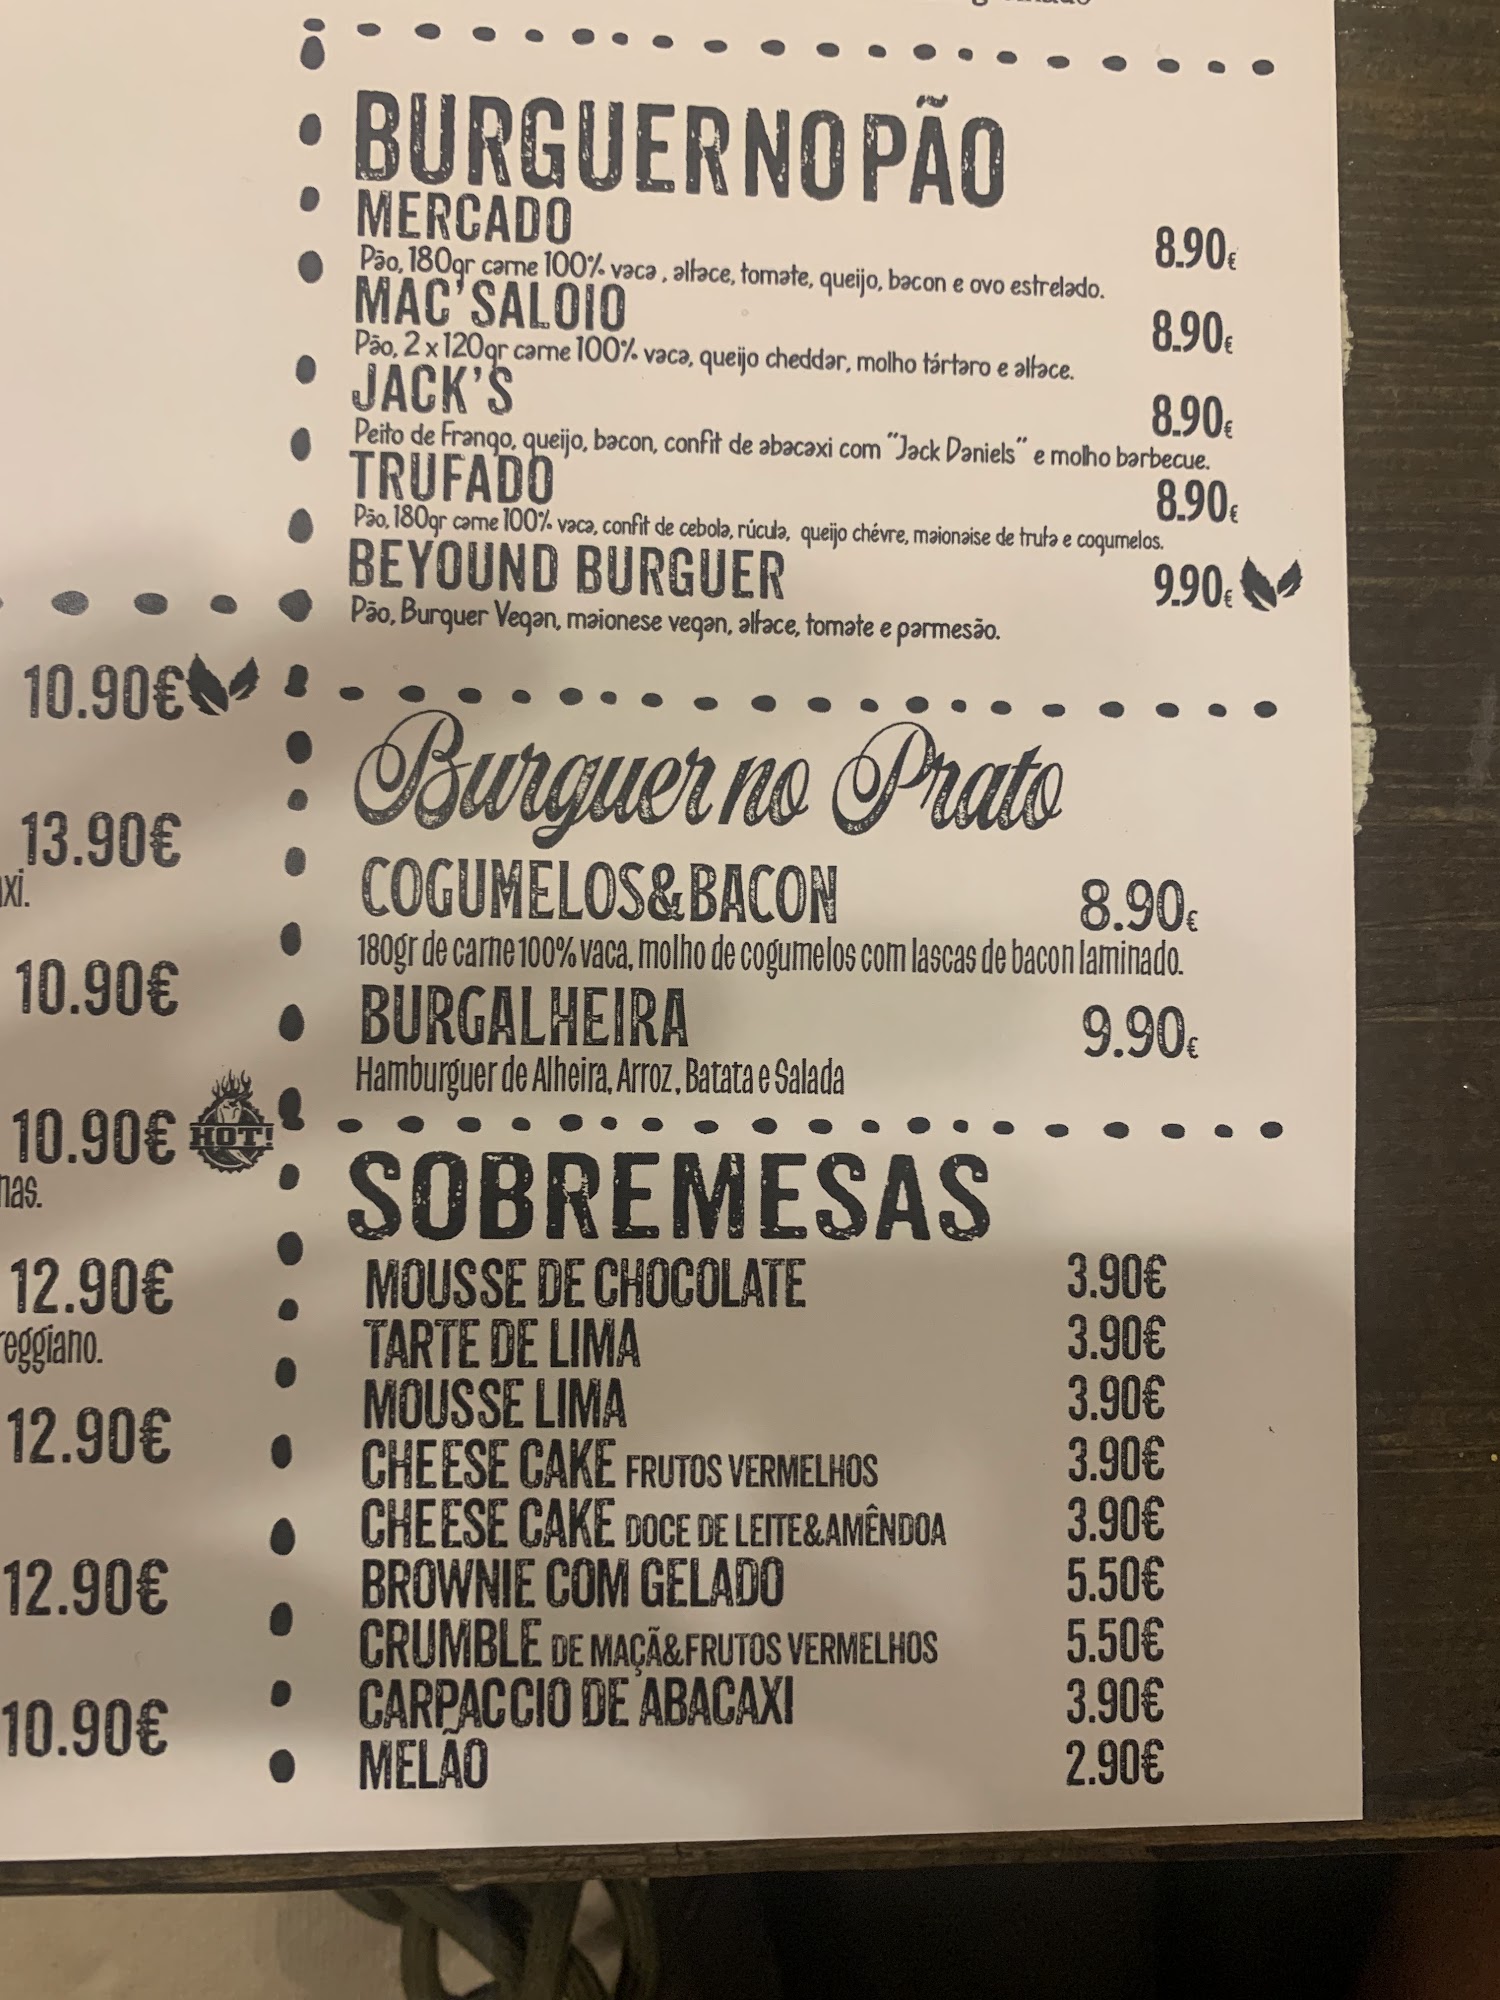 BURGUER NO PÃO
MERCADO 8.90€
Pão, 180gr carne 100% vaca , alface, tomate, queijo, bacon e ovo estrelado.
MAC'SALOIO 8.90€
Pão, 2 x 120gr carne 100% vaca, queijo cheddar, molho tártaro e alface.
JACK'S 8.90€
Peito de Frango, queijo, bacon, confit de abacaxi com "Jack Daniels" e molho barbecue.
TRUFADO 8.90€
Pão, 180gr carne 100% vaca, confit de cebola, rúcula, queijo chévre, maionaise de trufa e cogumelos.
BEYOUND BURGUER 9.90€
Pão, Burguer Vegan, maionese vegan, alface, tomate e parmesão.
Burguer no Prato
COGUMELOS&BACON 8.90€
180gr de carne 100% vaca, molho de cogumelos com lascas de bacon laminado.
BURGALHEIRA 9.90€
Hamburguer de Alheira, Arroz, Batata e Salada
SOBREMESAS
MOUSSE DE CHOCOLATE 3.90€
TARTE DE LIMA 3.90€
MOUSSE LIMA 3.90€
CHEESE CAKE FRUTOS VERMELHOS 3.90€
CHEESE CAKE DOCE DE LEITE&AMÊNDOA 3.90€
BROWNIE COM GELADO 5.50€
CRUMBLE DE MAÇÃ&FRUTOS VERMELHOS 5.50€
CARPACCIO DE ABACAXI 3.90€
MELÃO 2.90€
10.90€
13.90€
xi.
10.90€
10.90€ HOT!
nas.
12.90€
reggiano.
12.90€
12.90€
10.90€